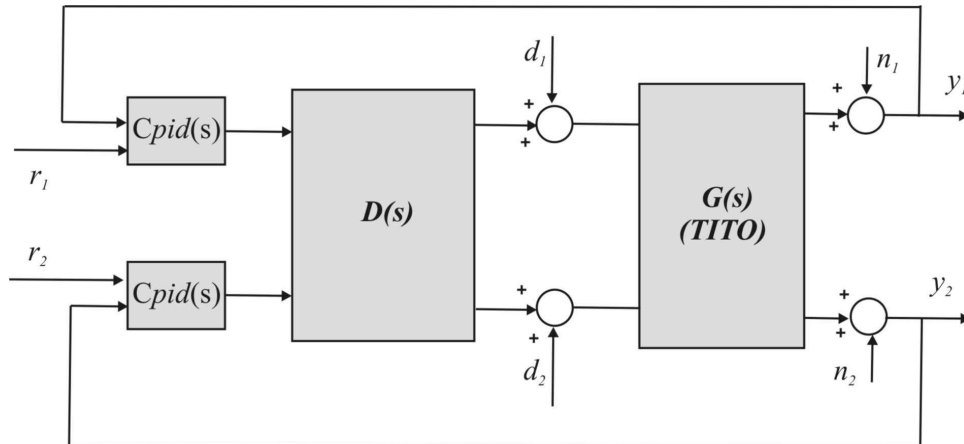 d1
n1
+
+
y1
+
+
Cpid(s)
r1
D(s)
G(s)
(TITO)
r2
Cpid(s)
+
+
y2
+
+
d2
n2